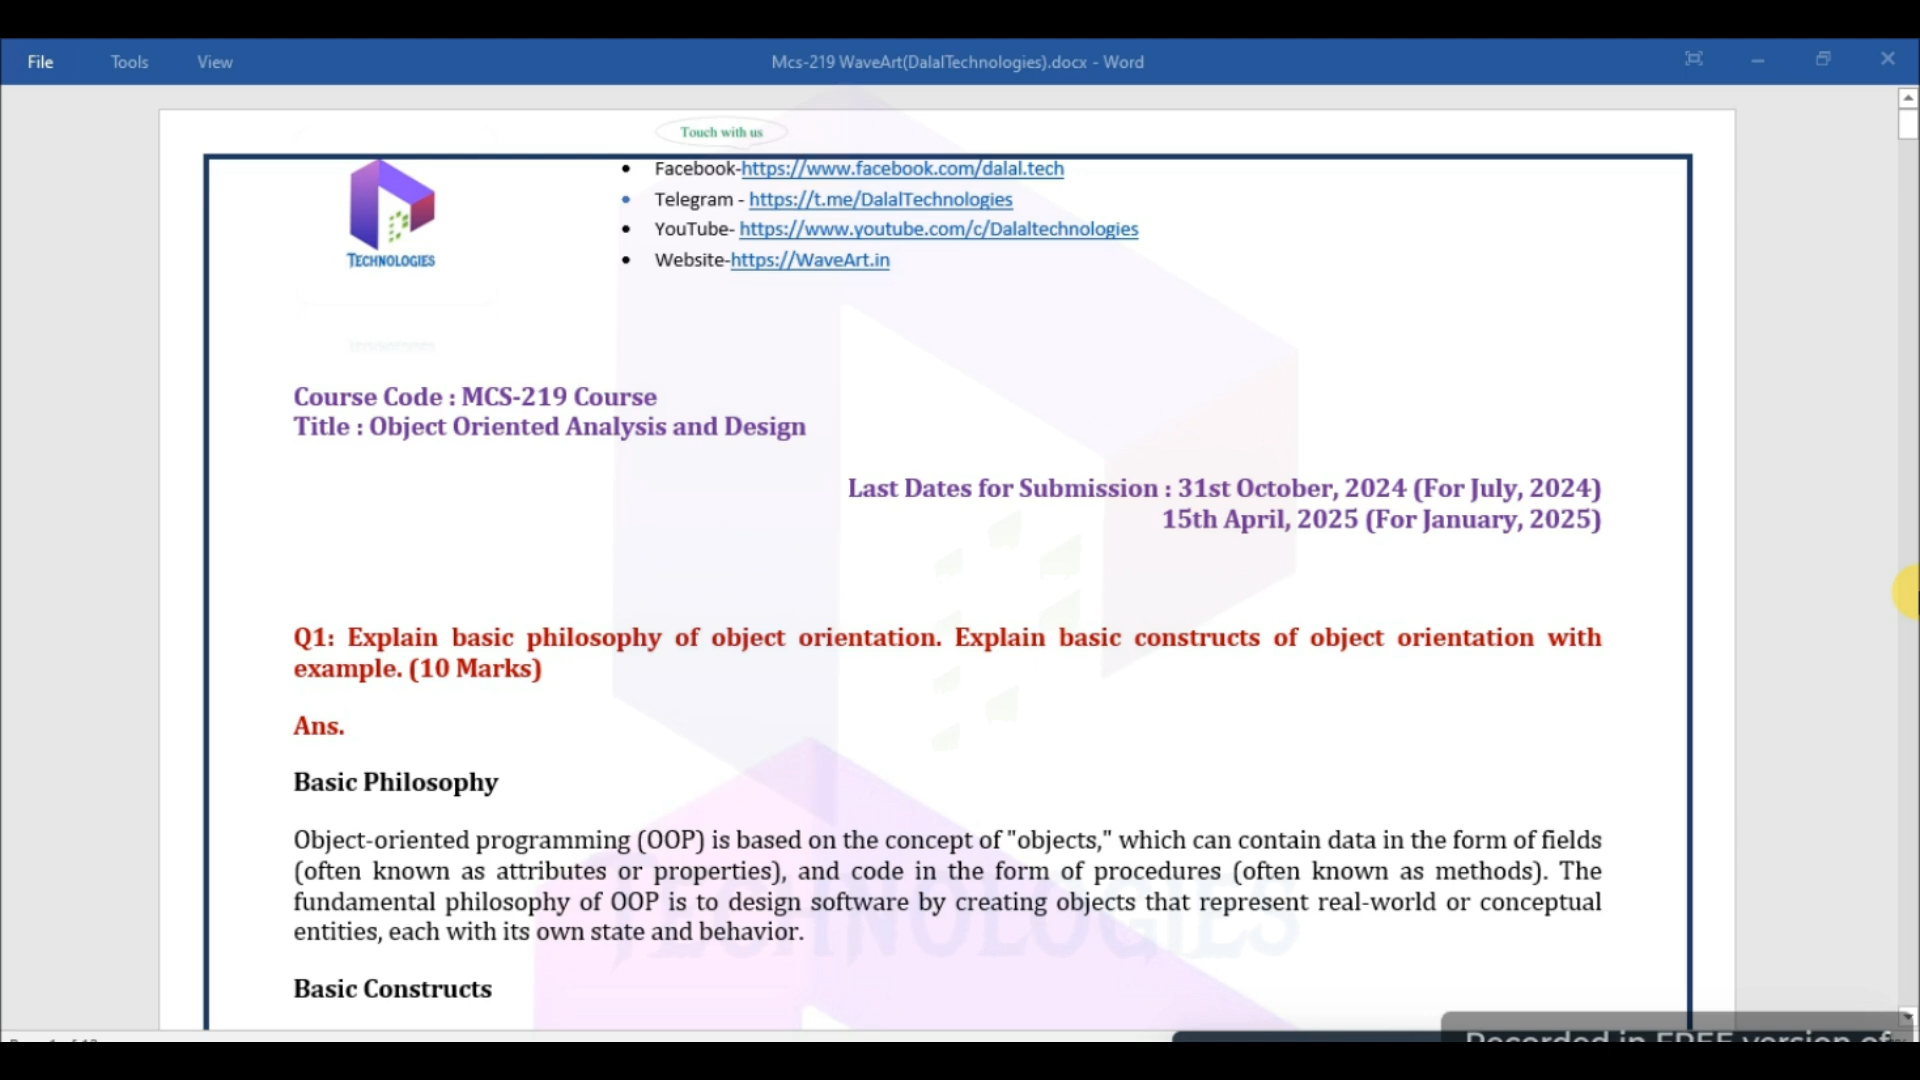 File Tools View Mcs-219 WaveArt(DalalTechnologies).docx - Word
Touch with us
Facebook-https://www.facebook.com/dalal.tech
Telegram - https://t.me/DalalTechnologies
YouTube- https://www.youtube.com/c/Dalaltechnologies
Website-https://WaveArt.in
TECHNOLOGIES
Course Code : MCS-219 Course
Title : Object Oriented Analysis and Design
Last Dates for Submission : 31st October, 2024 (For July, 2024)
15th April, 2025 (For January, 2025)
Q1: Explain basic philosophy of object orientation. Explain basic constructs of object orientation with
example. (10 Marks)
Ans.
Basic Philosophy
Object-oriented programming (OOP) is based on the concept of "objects," which can contain data in the form of fields
(often known as attributes or properties), and code in the form of procedures (often known as methods). The
fundamental philosophy of OOP is to design software by creating objects that represent real-world or conceptual
entities, each with its own state and behavior.
TECHNOLOGIES
Basic Constructs
Recorded in FREE version of